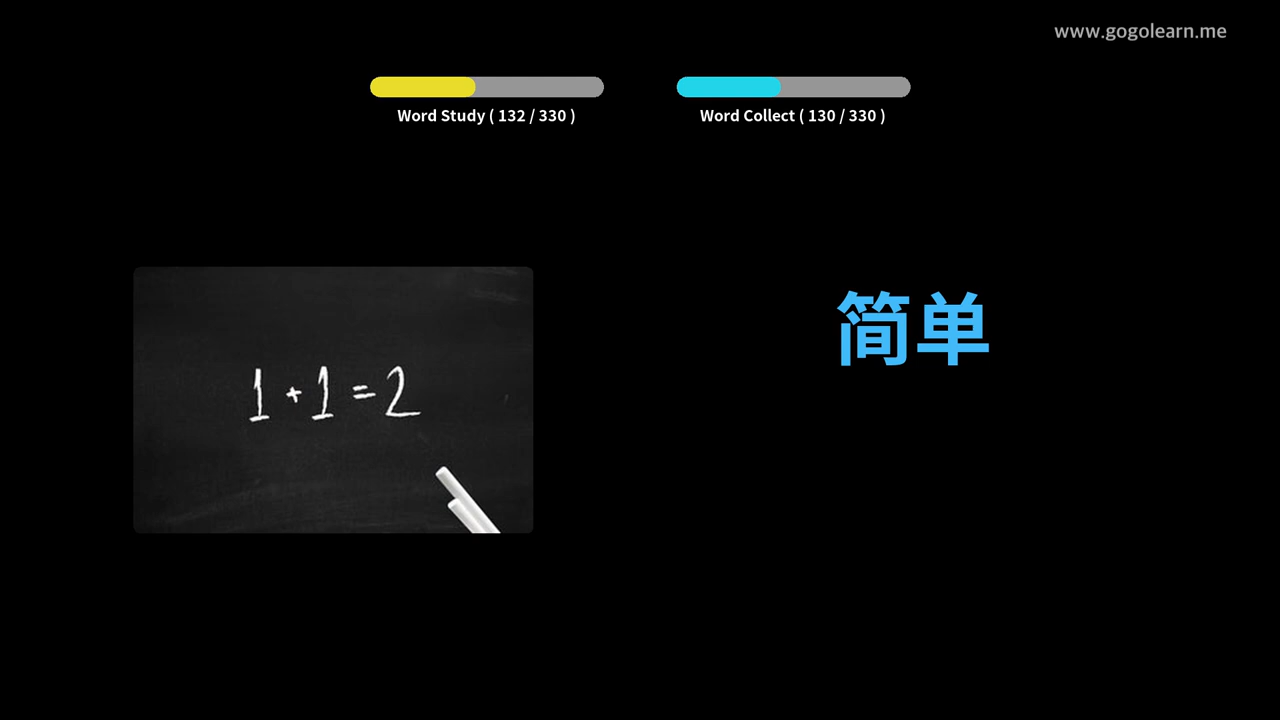 www.gogolearn.me
Word Study ( 132 / 330 )
Word Collect ( 130 / 330 )
简单
1 + 1 = 2